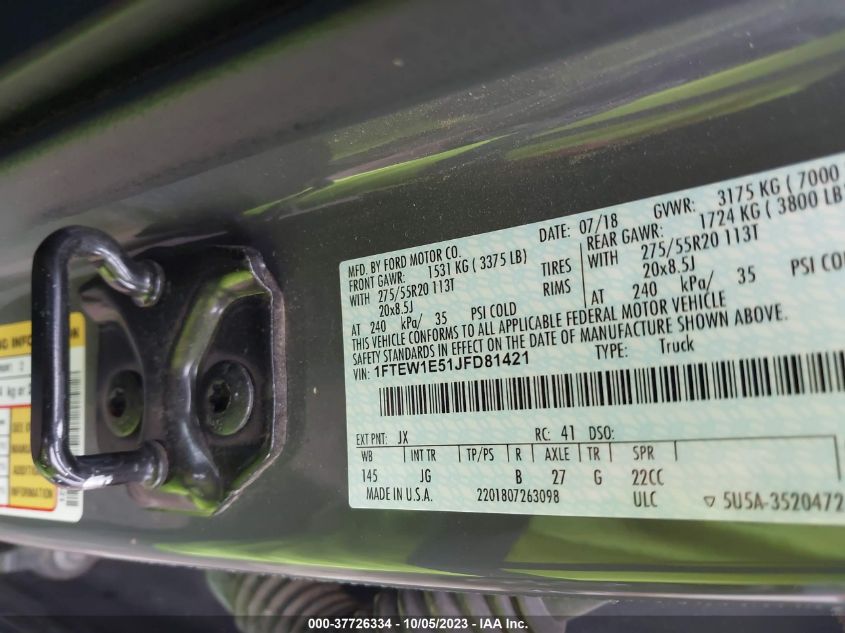 MFD. BY FORD MOTOR CO.
DATE: 07/18
GVWR: 3175 KG ( 7000
FRONT GAWR: 1531 KG ( 3375 LB)
REAR GAWR: 1724 KG ( 3800 LB
WITH 275/55R20 113T
TIRES
WITH 275/55R20 113T
20x8.5J
RIMS
20x8.5J
AT 240 kPa/ 35 PSI COLD
AT 240 kPa/ 35 PSI CO
THIS VEHICLE CONFORMS TO ALL APPLICABLE FEDERAL MOTOR VEHICLE
SAFETY STANDARDS IN EFFECT ON THE DATE OF MANUFACTURE SHOWN ABOVE.
VIN: 1FTEW1E51JFD81421
TYPE: Truck
EXT PNT: JX RC: 41 DSO:
WB INT TR TP/PS R AXLE TR SPR
145 JG B 27 G 22CC
MADE IN U.S.A. 2201807263098 ULC 5U5A-3520472
000-37726334 - 10/05/2023 - IAA Inc.